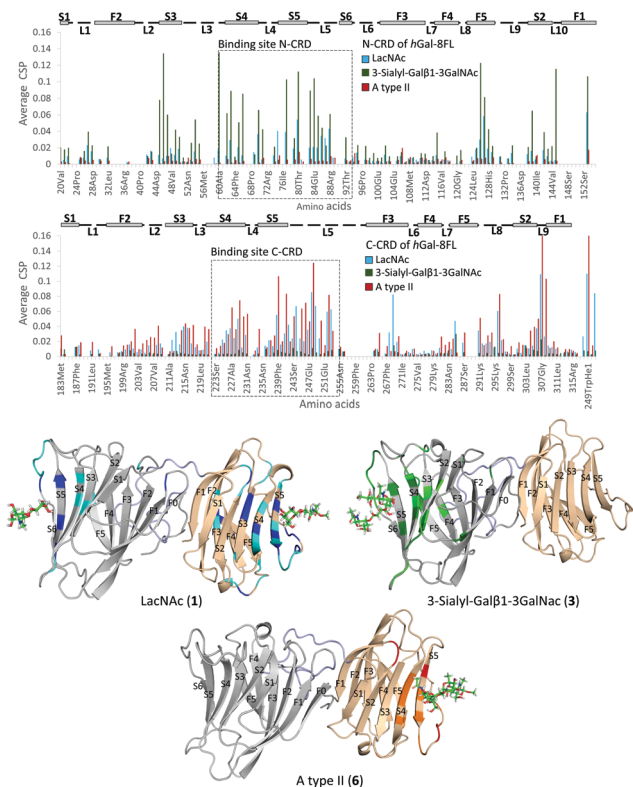 S1 F2 S3 S4 S5 S6 F3 F4 F5 S2 F1
L1 L2 L3 L4 L5 L6 L7 L8 L9 L10
Average CSP
0.16
0.14
0.12
0.1
0.08
0.06
0.04
0.02
0
Binding site N-CRD
N-CRD of hGal-8FL
LacNAc
3-Sialyl-Galβ1-3GalNAc
A type II
20Val 24Pro 28Asp 32Leu 36Arg 40Pro 44Asp 48Val 52Asn 56Met 60Ala 64Phe 68Pro 72Arg 76Ile 80Thr 84Glu 88Arg 92Thr 96Pro 100Glu 104Glu 108Met 112Asp 116Val 120Gly 124Leu 128His 132Pro 136Asp 140Ile 144Val 148Ser 152Ser
Amino acids
S1 F2 S3 S4 S5 F3 F4 F5 S2 F1
L1 L2 L3 L4 L5 L6 L7 L8 L9
Average CSP
0.16
0.14
0.12
0.1
0.08
0.06
0.04
0.02
0
Binding site C-CRD
C-CRD of hGal-8FL
LacNAc
3-Sialyl-Galβ1-3GalNAc
A type II
183Met 187Phe 191Leu 195Met 199Arg 203Val 207Val 211Ala 215Asn 219Leu 223Ser 227Ala 231Asn 235Asn 239Phe 243Ser 247Glu 251Glu 255Asn 259Phe 263Pro 267Phe 271Ile 275Val 279Lys 283Asn 287Ser 291Lys 295Lys 299Ser 303Leu 307Gly 311Leu 315Arg 249TrpHe1
Amino acids
S6 S5 S4 S3 S2 S1 F5 F4 F3 F2 F1 F0 F1 F2 S1 F3 S2 F4 S3 F5 S4 S5
LacNAc (1)
S6 S5 S4 S3 S2 S1 F5 F4 F3 F2 F1 F0 F1 F2 S1 F3 S2 F4 S3 F5 S4 S5
3-Sialyl-Galβ1-3GalNac (3)
S6 S5 S4 S3 F5 F4 S2 S1 F3 F2 F1 F0 F1 F2 S1 F3 S2 F4 S3 F5 S4 S5
A type II (6)